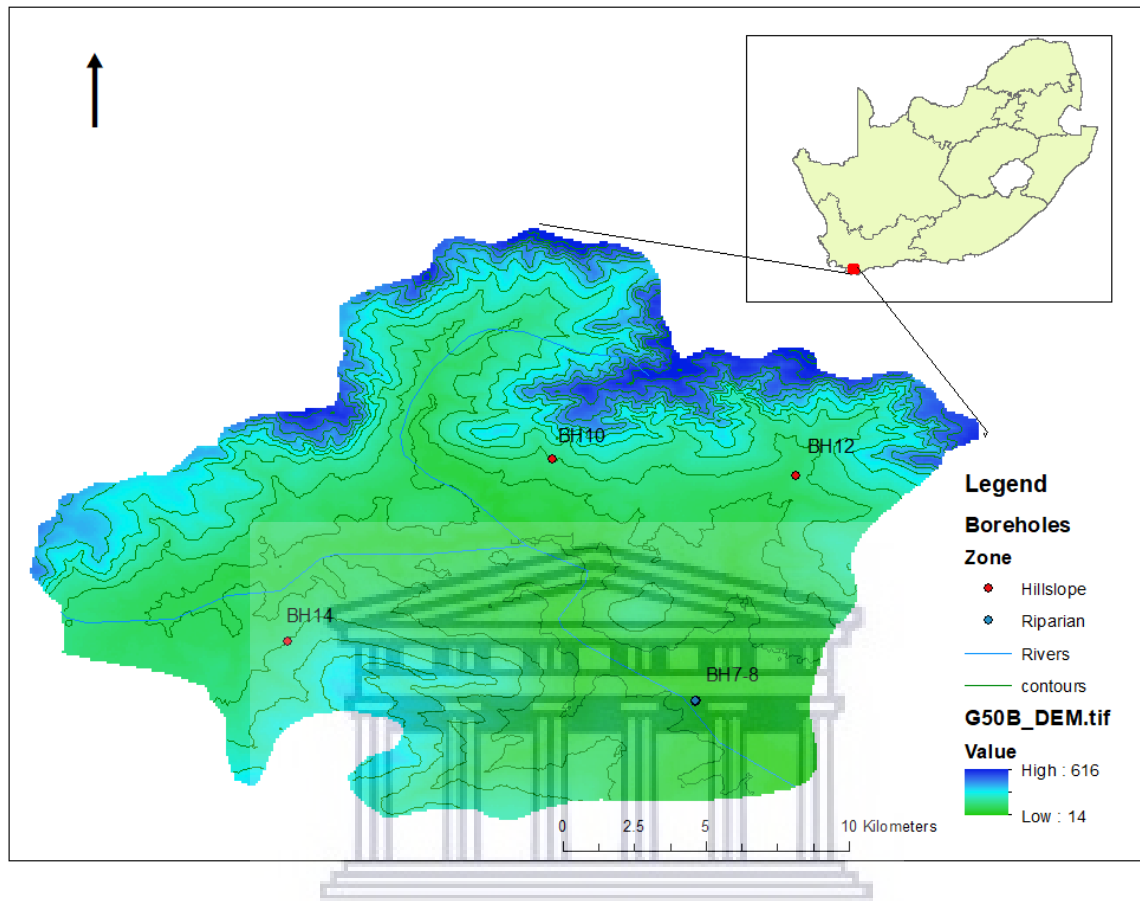 BH10
BH12
BH14
BH7-8
Legend
Boreholes
Zone
Hillslope
Riparian
Rivers
contours
G50B_DEM.tif
Value
High : 616
Low : 14
0 2.5 5 10 Kilometers